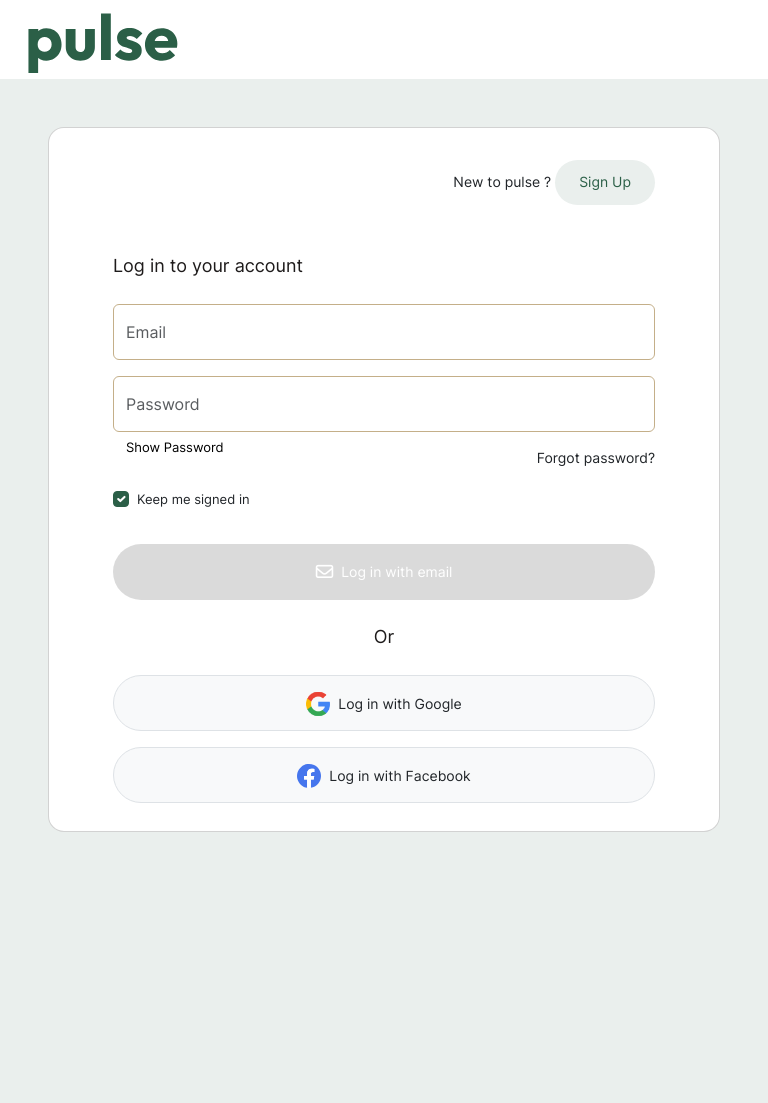 pulse
New to pulse ? Sign Up
Log in to your account
Email
Password
Show Password
Forgot password?
Keep me signed in
Log in with email
Or
Log in with Google
Log in with Facebook